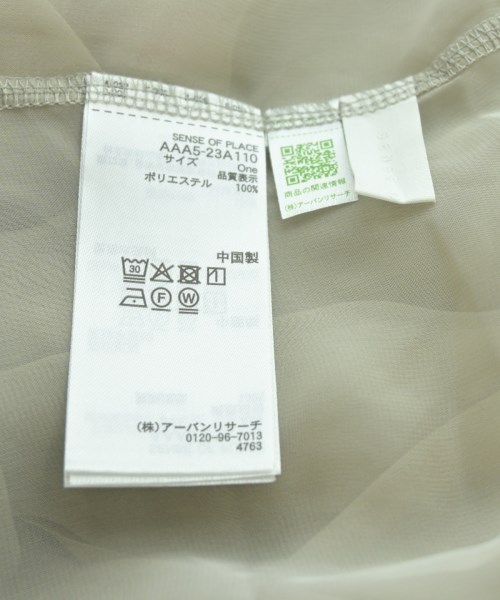 SENSE OF PLACE
AAA5-23A110
サイズ One
品質表示
ポリエステル 100%
中国製
30
F W
(株)アーバンリサーチ
0120-96-7013
4763
商品の関連情報
(株)アーバンリサーチ